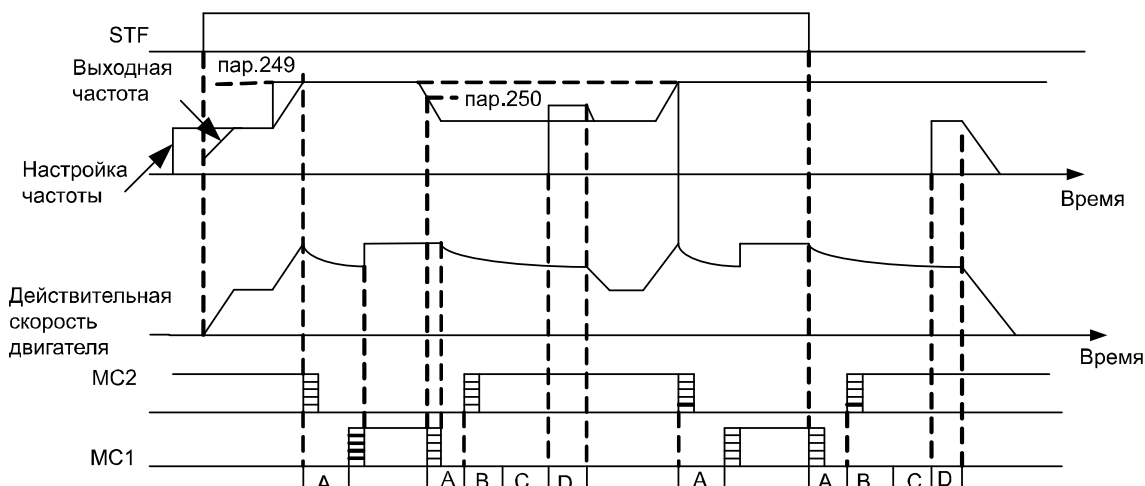 STF
Выходная
частота
пар.249
пар.250
Настройка
частоты
Время
Действительная
скорость
двигателя
Время
MC2
MC1
A A B C D A A B C D